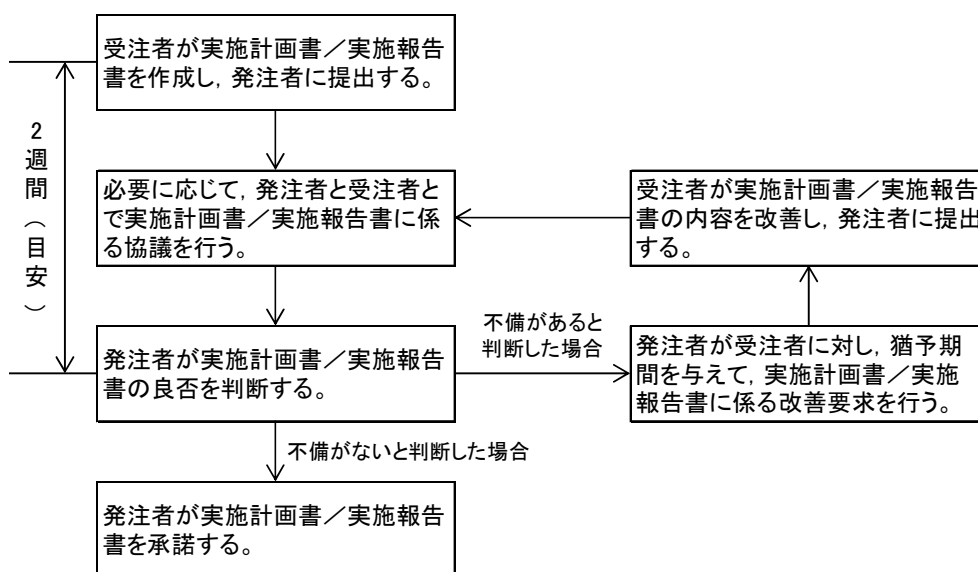 受注者が実施計画書／実施報告
書を作成し，発注者に提出する。
2週間（目安）
必要に応じて，発注者と受注者と
で実施計画書／実施報告書に係
る協議を行う。
受注者が実施計画書／実施報告
書の内容を改善し，発注者に提出
する。
発注者が実施計画書／実施報告
書の良否を判断する。
不備があると
判断した場合
発注者が受注者に対し，猶予期
間を与えて，実施計画書／実施
報告書に係る改善要求を行う。
不備がないと判断した場合
発注者が実施計画書／実施報告
書を承諾する。